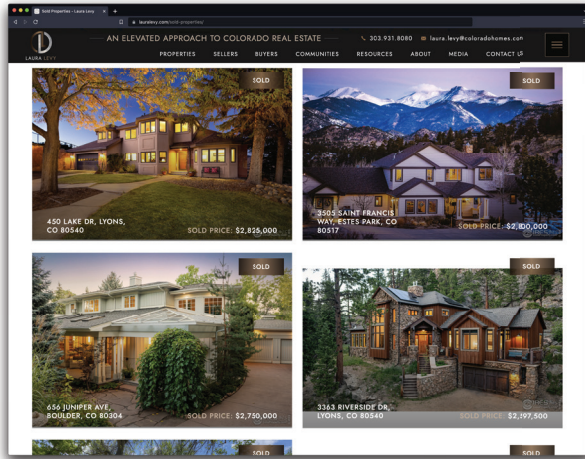 Sold Properties - Laura Levy
lauralevy.com/sold-properties/
AN ELEVATED APPROACH TO COLORADO REAL ESTATE
303.931.8080
laura.levy@coloradohomes.com
LAURA LEVY
PROPERTIES SELLERS BUYERS COMMUNITIES RESOURCES ABOUT MEDIA CONTACT US
SOLD
450 LAKE DR, LYONS,
CO 80540
SOLD PRICE: $2,825,000
SOLD
3505 SAINT FRANCIS
WAY, ESTES PARK, CO
80517
SOLD PRICE: $2,800,000
SOLD
656 JUNIPER AVE,
BOULDER, CO 80304
SOLD PRICE: $2,750,000
SOLD
3363 RIVERSIDE DR,
LYONS, CO 80540
SOLD PRICE: $2,597,500
SOLD
SOLD